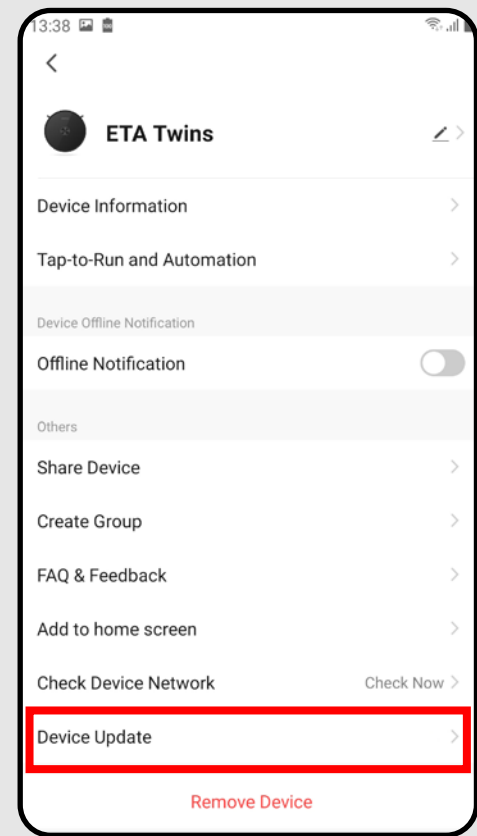 13:38
ETA Twins
Device Information
Tap-to-Run and Automation
Device Offline Notification
Offline Notification
Others
Share Device
Create Group
FAQ & Feedback
Add to home screen
Check Device Network Check Now
Device Update
Remove Device